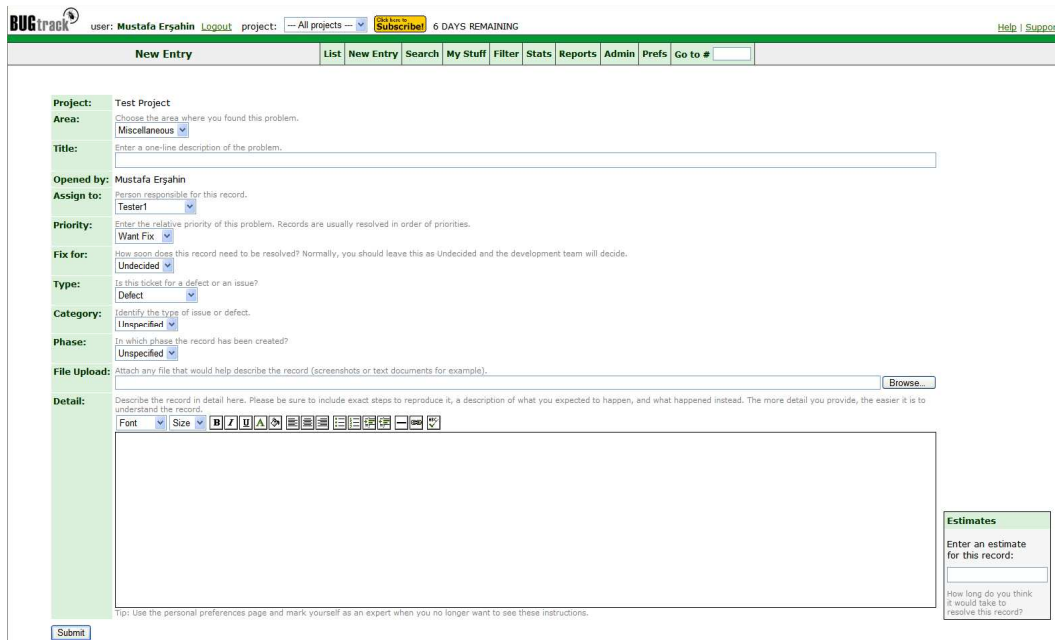 BUGtrack user: Mustafa Erşahin Logout project: --- All projects --- Click here to Subscribe! 6 DAYS REMAINING Help | Suppor
New Entry List New Entry Search My Stuff Filter Stats Reports Admin Prefs Go to #
Project: Test Project
Area: Choose the area where you found this problem.
Miscellaneous
Title: Enter a one-line description of the problem.
Opened by: Mustafa Erşahin
Assign to: Person responsible for this record.
Tester1
Priority: Enter the relative priority of this problem. Records are usually resolved in order of priorities.
Want Fix
Fix for: How soon does this record need to be resolved? Normally, you should leave this as Undecided and the development team will decide.
Undecided
Type: Is this ticket for a defect or an issue?
Defect
Category: Identify the type of issue or defect.
Unspecified
Phase: In which phase the record has been created?
Unspecified
File Upload: Attach any file that would help describe the record (screenshots or text documents for example).
Browse...
Detail: Describe the record in detail here. Please be sure to include exact steps to reproduce it, a description of what you expected to happen, and what happened instead. The more detail you provide, the easier it is to
understand the record.
Font Size B I U A
Estimates
Enter an estimate
for this record:
How long do you think
it would take to
resolve this record?
Tip: Use the personal preferences page and mark yourself as an expert when you no longer want to see these instructions.
Submit